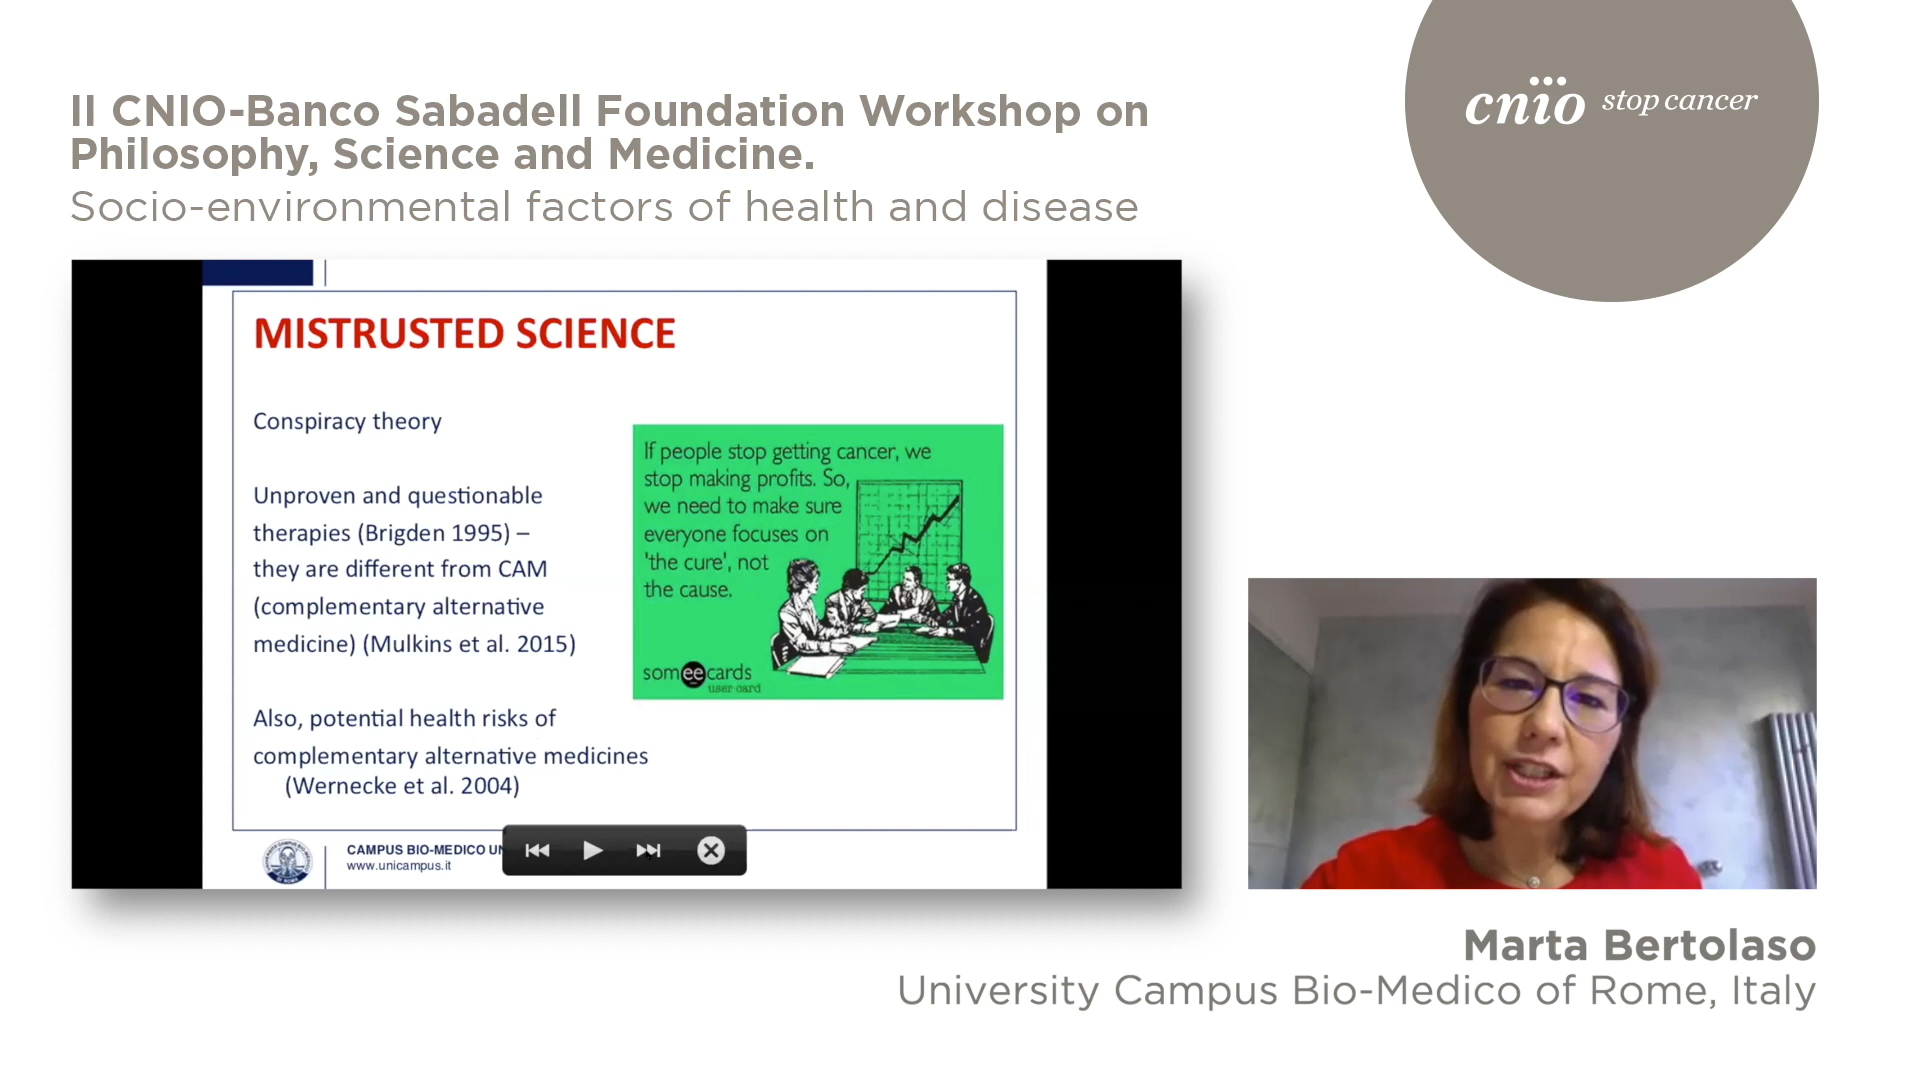 II CNIO-Banco Sabadell Foundation Workshop on
Philosophy, Science and Medicine.
Socio-environmental factors of health and disease
cnio stop cancer
MISTRUSTED SCIENCE
Conspiracy theory
Unproven and questionable
therapies (Brigden 1995) –
they are different from CAM
(complementary alternative
medicine) (Mulkins et al. 2015)
Also, potential health risks of
complementary alternative medicines
(Wernecke et al. 2004)
If people stop getting cancer, we
stop making profits. So,
we need to make sure
everyone focuses on
'the cure', not
the cause.
someecards
user card
CAMPUS BIO-MEDICO
www.unicampus.it
Marta Bertolaso
University Campus Bio-Medico of Rome, Italy